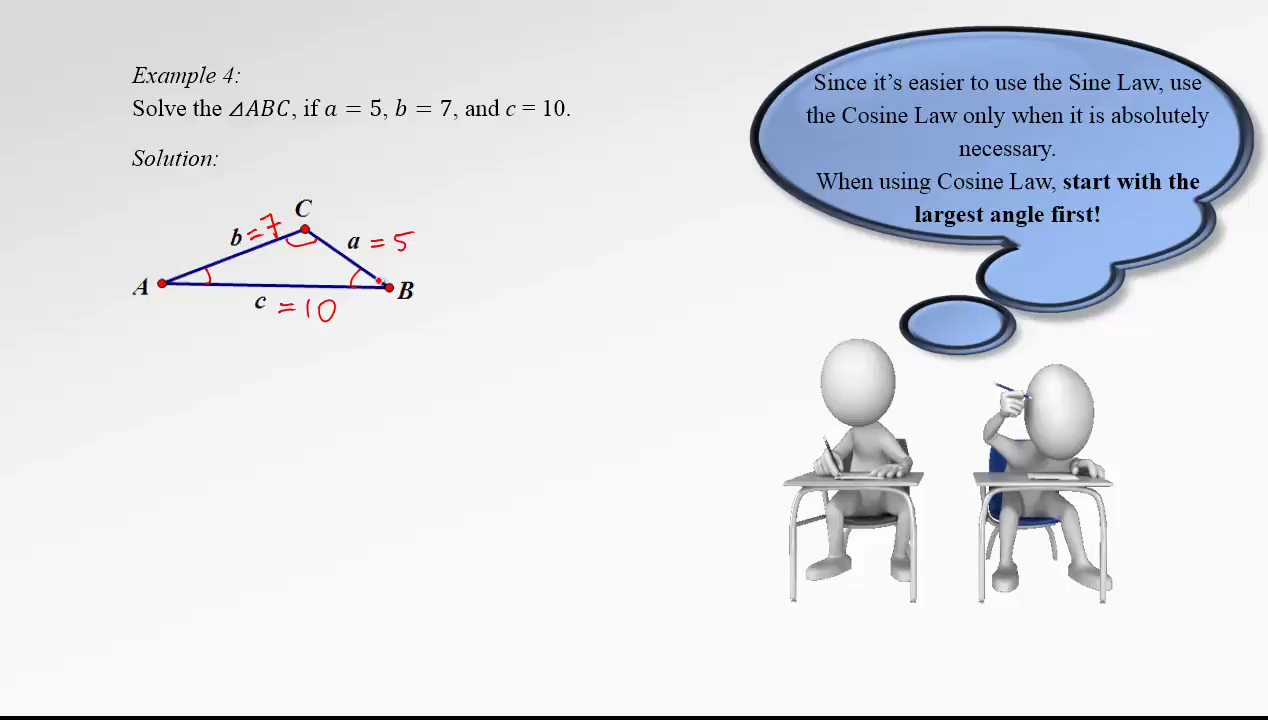 Example 4:
Solve the ⊿ABC, if a = 5, b = 7, and c = 10.
Solution:
C
b = 7
a = 5
A
B
c = 10
Since it’s easier to use the Sine Law, use
the Cosine Law only when it is absolutely
necessary.
When using Cosine Law, start with the
largest angle first!